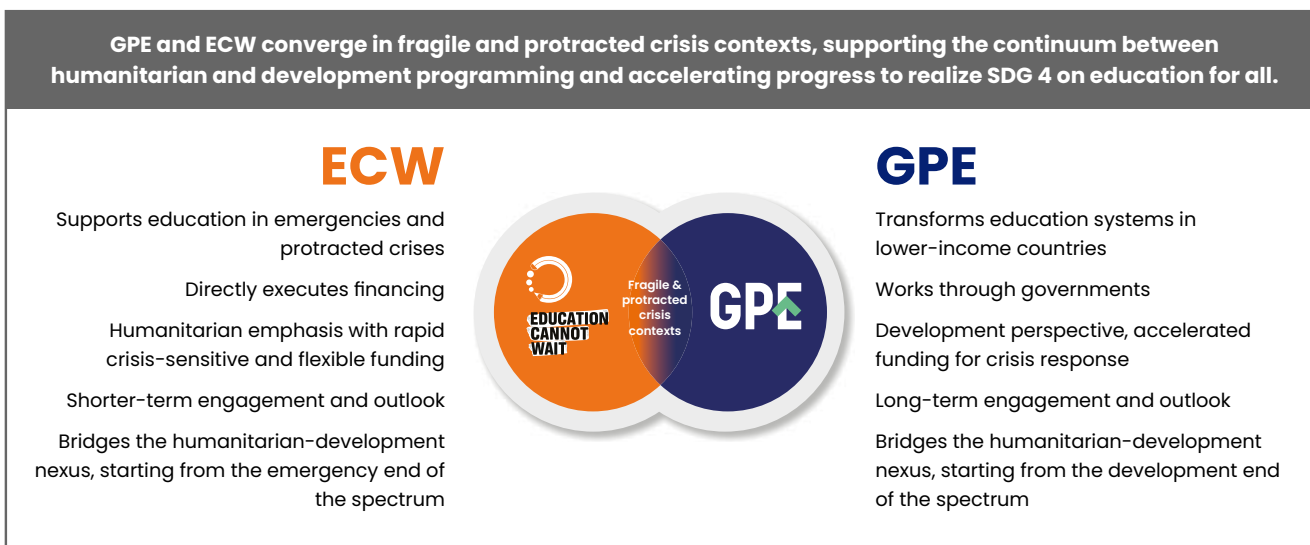 GPE and ECW converge in fragile and protracted crisis contexts, supporting the continuum between
humanitarian and development programming and accelerating progress to realize SDG 4 on education for all.
ECW
Supports education in emergencies and
protracted crises
Directly executes financing
Humanitarian emphasis with rapid
crisis-sensitive and flexible funding
Shorter-term engagement and outlook
Bridges the humanitarian-development
nexus, starting from the emergency end of
the spectrum
EDUCATION
CANNOT
WAIT
Fragile &
protracted
crisis
contexts
GPE
GPE
Transforms education systems in
lower-income countries
Works through governments
Development perspective, accelerated
funding for crisis response
Long-term engagement and outlook
Bridges the humanitarian-development
nexus, starting from the development end
of the spectrum